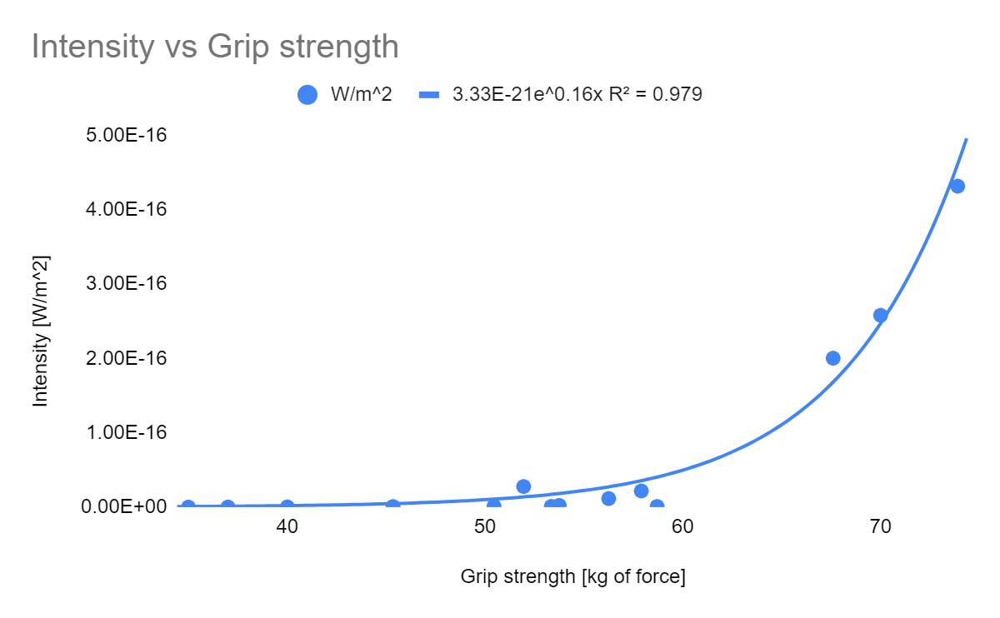 Intensity vs Grip strength
W/m^2 3.33E-21e^0.16x R² = 0.979
5.00E-16
4.00E-16
3.00E-16
2.00E-16
1.00E-16
0.00E+00
Intensity [W/m^2]
40 50 60 70
Grip strength [kg of force]